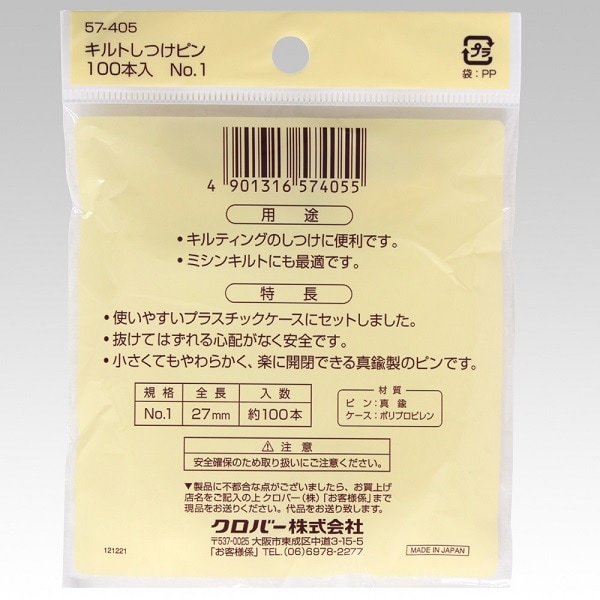 57-405
キルトしつけピン
100本入 No.1
プラ
袋：PP
4 901316 574055
用途
・キルティングのしつけに便利です。
・ミシンキルトにも最適です。
特長
・使いやすいプラスチックケースにセットしました。
・抜けてはずれる心配がなく安全です。
・小さくてもやわらかく、楽に開閉できる真鍮製のピンです。
規格 全長 入数
No.1 27mm 約100本
材質
ピン：真鍮
ケース：ポリプロピレン
⚠ 注意
安全確保のため取り扱いにご注意ください。
▼製品に不都合な点がございましたら、お買上げ
店名をご記入の上 クロバー（株）「お客様係」まで
現品をお送りください。代品をお送り致します。
クロバー株式会社
〒537-0025 大阪市東成区中道3-15-5
「お客様係」TEL.(06)6978-2277
121221
MADE IN JAPAN